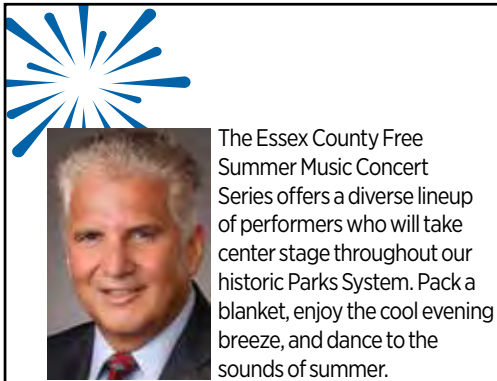 The Essex County Free
Summer Music Concert
Series offers a diverse lineup
of performers who will take
center stage throughout our
historic Parks System. Pack a
blanket, enjoy the cool evening
breeze, and dance to the
sounds of summer.